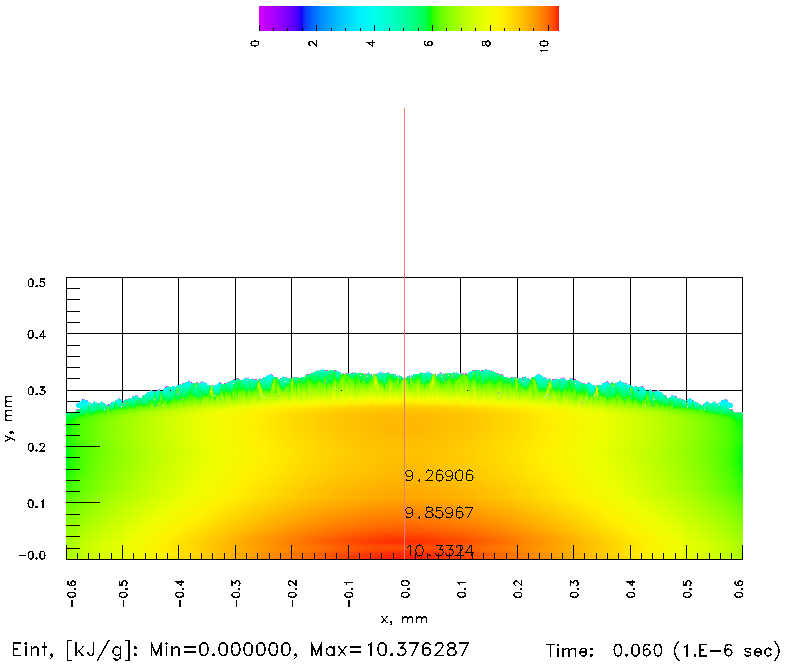 0 2 4 6 8 10
0.5
0.4
0.3
9.26906
0.2
9.85967
0.1
10.3324
-0.0
y, mm
-0.6 -0.5 -0.4 -0.3 -0.2 -0.1 0.0 0.1 0.2 0.3 0.4 0.5 0.6
x, mm
Eint, [kJ/g]: Min=0.000000, Max=10.376287 Time: 0.060 (1.E-6 sec)